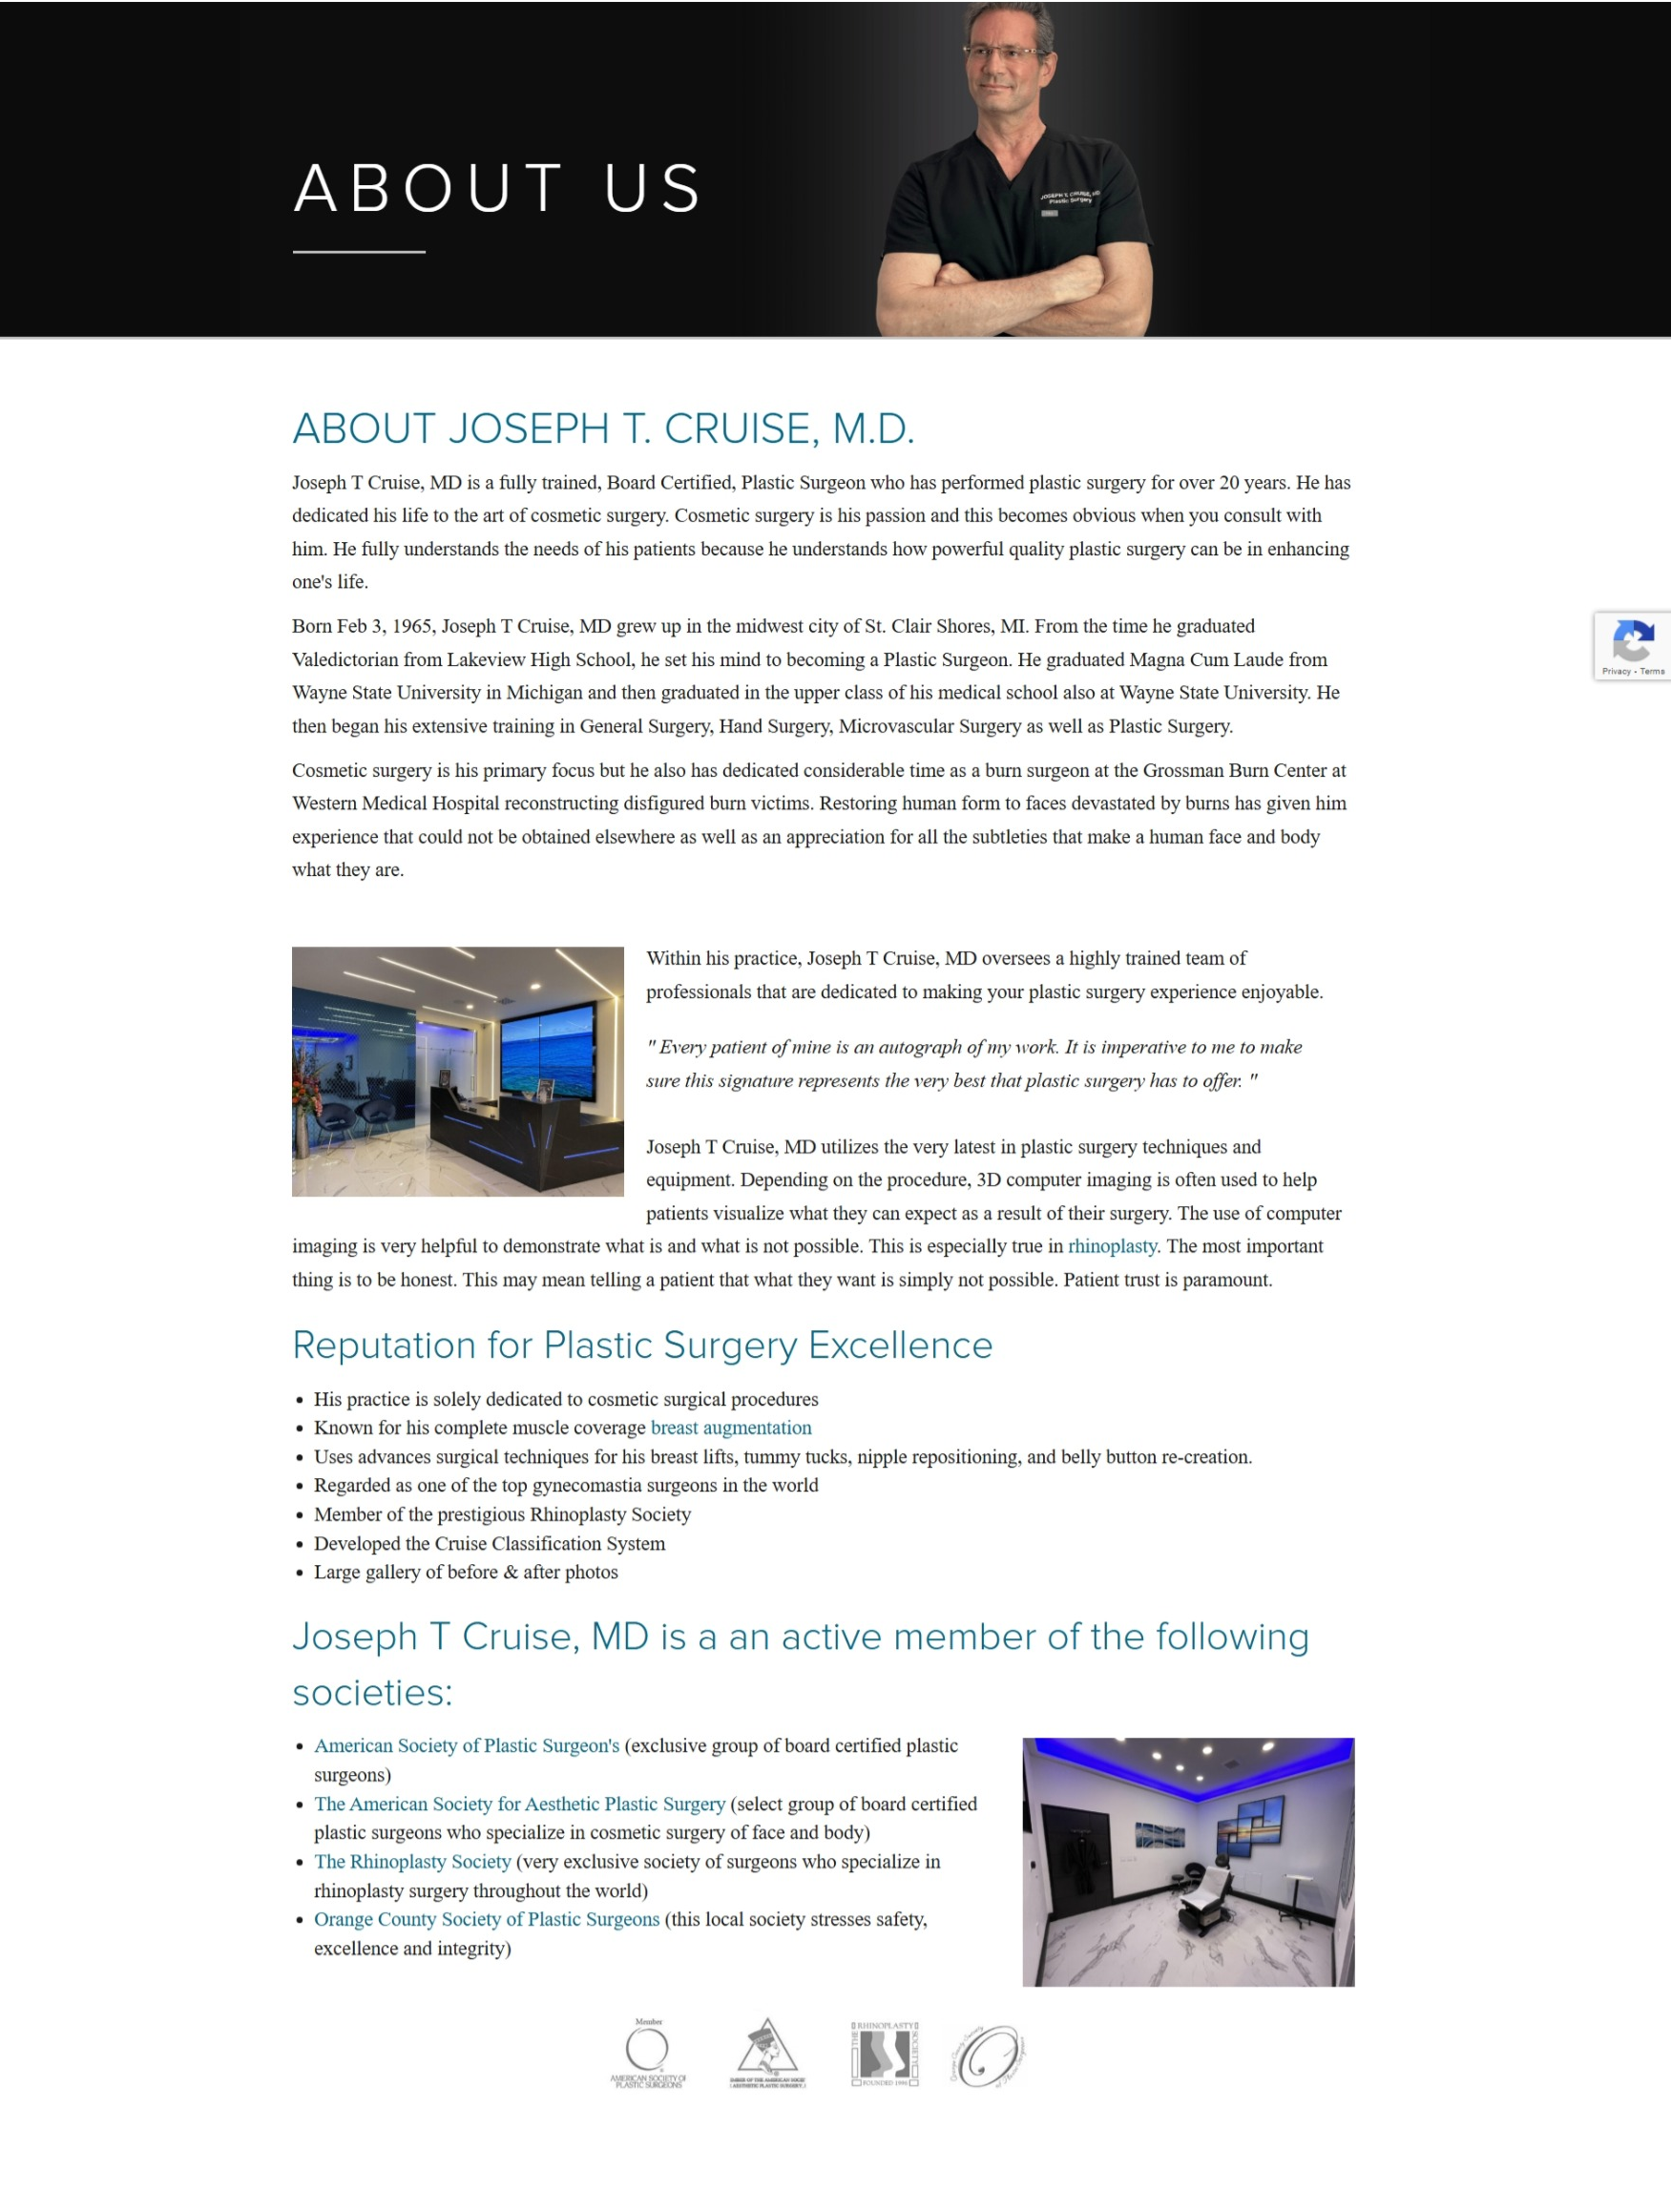 ABOUT US
JOSEPH T. CRUISE, MD
Plastic Surgery
ABOUT JOSEPH T. CRUISE, M.D.
Joseph T Cruise, MD is a fully trained, Board Certified, Plastic Surgeon who has performed plastic surgery for over 20 years. He has
dedicated his life to the art of cosmetic surgery. Cosmetic surgery is his passion and this becomes obvious when you consult with
him. He fully understands the needs of his patients because he understands how powerful quality plastic surgery can be in enhancing
one's life.
Born Feb 3, 1965, Joseph T Cruise, MD grew up in the midwest city of St. Clair Shores, MI. From the time he graduated
Valedictorian from Lakeview High School, he set his mind to becoming a Plastic Surgeon. He graduated Magna Cum Laude from
Wayne State University in Michigan and then graduated in the upper class of his medical school also at Wayne State University. He
then began his extensive training in General Surgery, Hand Surgery, Microvascular Surgery as well as Plastic Surgery.
Privacy - Terms
Cosmetic surgery is his primary focus but he also has dedicated considerable time as a burn surgeon at the Grossman Burn Center at
Western Medical Hospital reconstructing disfigured burn victims. Restoring human form to faces devastated by burns has given him
experience that could not be obtained elsewhere as well as an appreciation for all the subtleties that make a human face and body
what they are.
Within his practice, Joseph T Cruise, MD oversees a highly trained team of
professionals that are dedicated to making your plastic surgery experience enjoyable.
" Every patient of mine is an autograph of my work. It is imperative to me to make
sure this signature represents the very best that plastic surgery has to offer. "
Joseph T Cruise, MD utilizes the very latest in plastic surgery techniques and
equipment. Depending on the procedure, 3D computer imaging is often used to help
patients visualize what they can expect as a result of their surgery. The use of computer
imaging is very helpful to demonstrate what is and what is not possible. This is especially true in rhinoplasty. The most important
thing is to be honest. This may mean telling a patient that what they want is simply not possible. Patient trust is paramount.
Reputation for Plastic Surgery Excellence
• His practice is solely dedicated to cosmetic surgical procedures
• Known for his complete muscle coverage breast augmentation
• Uses advances surgical techniques for his breast lifts, tummy tucks, nipple repositioning, and belly button re-creation.
• Regarded as one of the top gynecomastia surgeons in the world
• Member of the prestigious Rhinoplasty Society
• Developed the Cruise Classification System
• Large gallery of before & after photos
Joseph T Cruise, MD is a an active member of the following
societies:
• American Society of Plastic Surgeon's (exclusive group of board certified plastic
surgeons)
• The American Society for Aesthetic Plastic Surgery (select group of board certified
plastic surgeons who specialize in cosmetic surgery of face and body)
• The Rhinoplasty Society (very exclusive society of surgeons who specialize in
rhinoplasty surgery throughout the world)
• Orange County Society of Plastic Surgeons (this local society stresses safety,
excellence and integrity)
Member
AMERICAN SOCIETY OF
PLASTIC SURGEONS
THE RHINOPLASTY SOCIETY
FOUNDED 1996